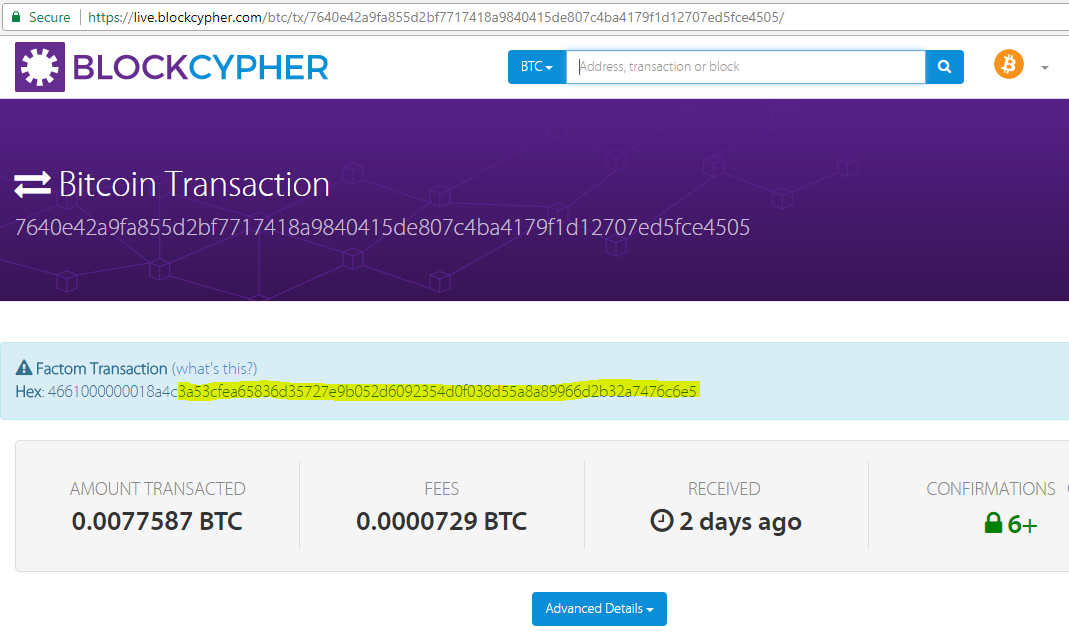 Secure https://live.blockcypher.com/btc/tx/7640e42a9fa855d2bf7717418a9840415de807c4ba4179f1d12707ed5fce4505/
BLOCKCYPHER BTC Address, transaction or block
Bitcoin Transaction
7640e42a9fa855d2bf7717418a9840415de807c4ba4179f1d12707ed5fce4505
Factom Transaction (what's this?)
Hex: 4661000000018a4c3a53cfea65836d35727e9b052d6092354d0f038d55a8a89966d2b32a7476c6e5
AMOUNT TRANSACTED FEES RECEIVED CONFIRMATIONS
0.0077587 BTC 0.0000729 BTC 2 days ago 6+
Advanced Details